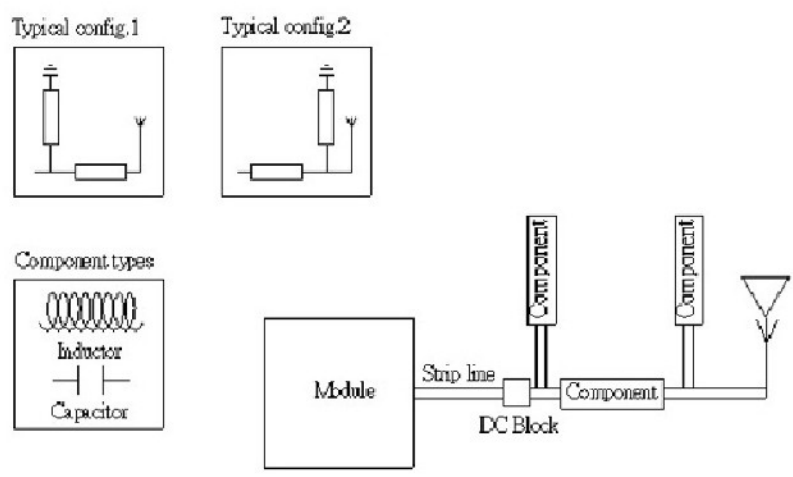 Typical config.1
Typical config.2
Component types
Inductor
Capacitor
Module
Strip line
DC Block
Component
Component
Component